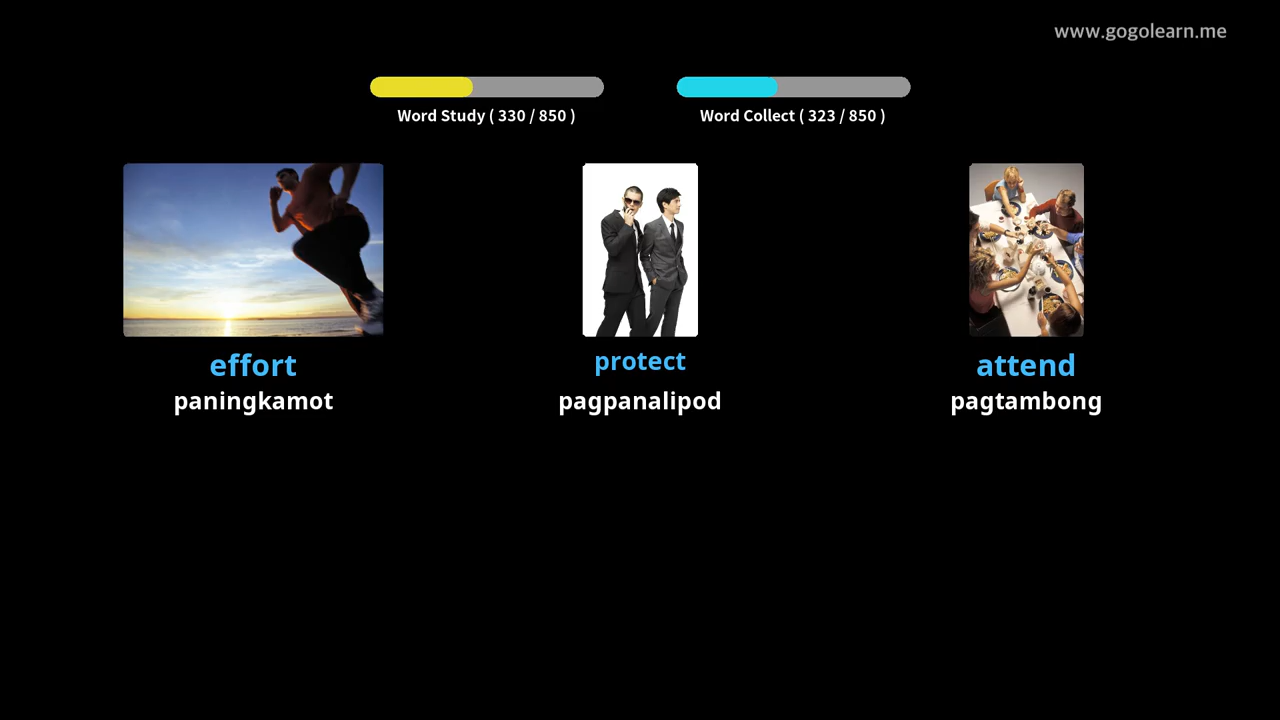 www.gogolearn.me
Word Study ( 330 / 850 )
Word Collect ( 323 / 850 )
effort
protect
attend
paningkamot
pagpanalipod
pagtambong